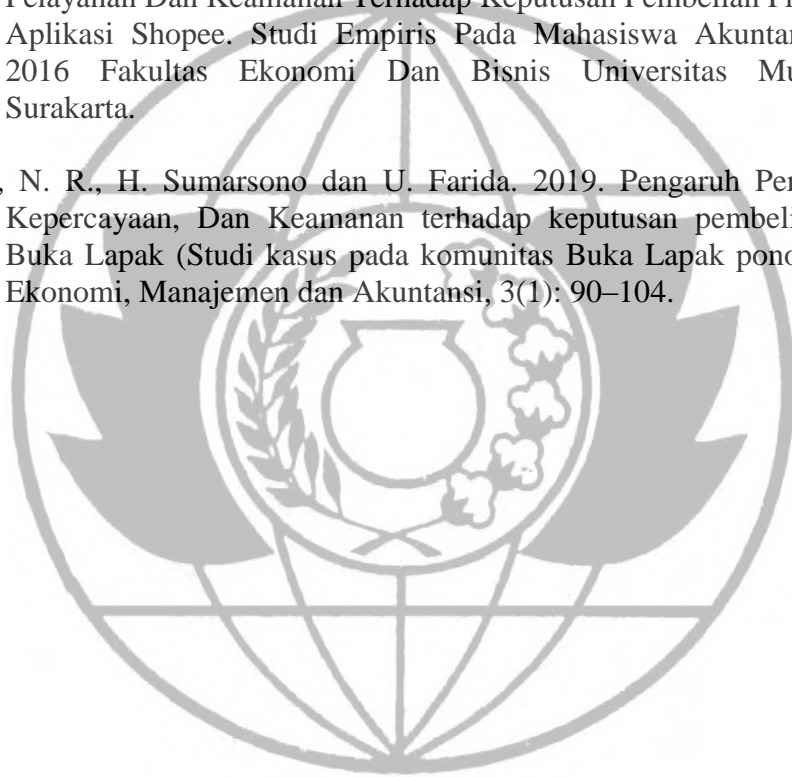 Pelayanan Dan Keamanan Terhadap Keputusan Pembelian
Aplikasi Shopee. Studi Empiris Pada Mahasiswa Akuntan
2016 Fakultas Ekonomi Dan Bisnis Universitas Mu
Surakarta.
, N. R., H. Sumarsono dan U. Farida. 2019. Pengaruh Per
Kepercayaan, Dan Keamanan terhadap keputusan pembeli
Buka Lapak (Studi kasus pada komunitas Buka Lapak pono
Ekonomi, Manajemen dan Akuntansi, 3(1): 90–104.